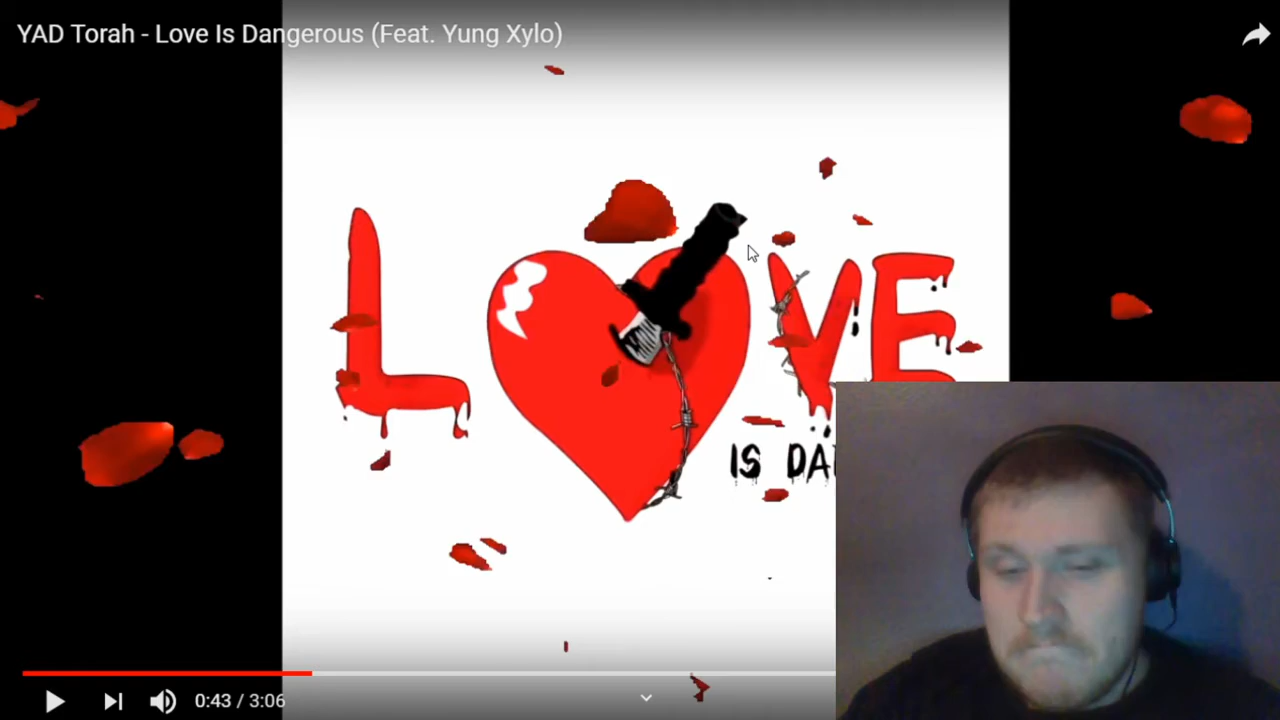 YAD Torah - Love Is Dangerous (Feat. Yung Xylo)
LOVE
IS DA
0:43 / 3:06